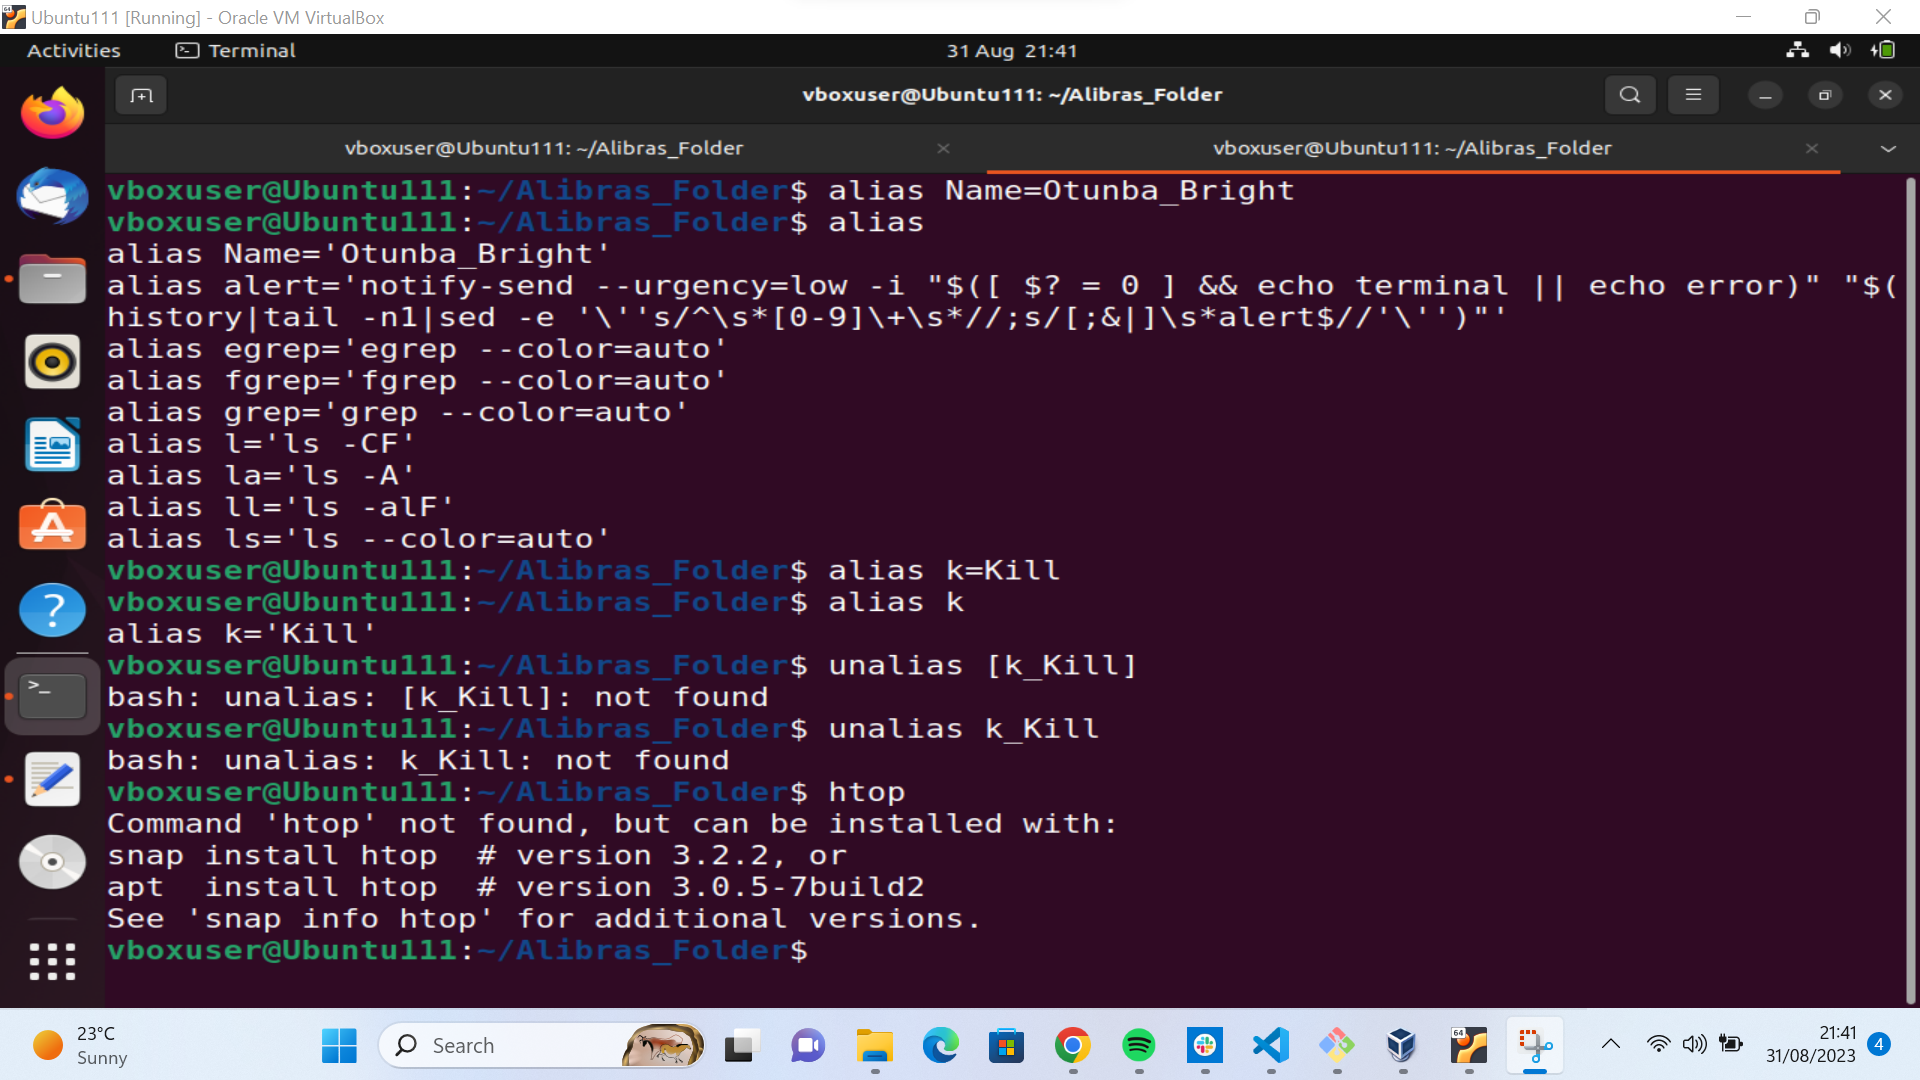 Ubuntu111 [Running] - Oracle VM VirtualBox
Activities Terminal 31 Aug 21:41
vboxuser@Ubuntu111: ~/Alibras_Folder
vboxuser@Ubuntu111: ~/Alibras_Folder × vboxuser@Ubuntu111: ~/Alibras_Folder ×
vboxuser@Ubuntu111:~/Alibras_Folder$ alias Name=Otunba_Bright
vboxuser@Ubuntu111:~/Alibras_Folder$ alias
alias Name='Otunba_Bright'
alias alert='notify-send --urgency=low -i "$([ $? = 0 ] && echo terminal || echo error)" "$(
history|tail -n1|sed -e '\''s/^\s*[0-9]\+\s*//;s/[;&|]\s*alert$//'\'')"'
alias egrep='egrep --color=auto'
alias fgrep='fgrep --color=auto'
alias grep='grep --color=auto'
alias l='ls -CF'
alias la='ls -A'
alias ll='ls -alF'
alias ls='ls --color=auto'
vboxuser@Ubuntu111:~/Alibras_Folder$ alias k=Kill
vboxuser@Ubuntu111:~/Alibras_Folder$ alias k
alias k='Kill'
vboxuser@Ubuntu111:~/Alibras_Folder$ unalias [k_Kill]
bash: unalias: [k_Kill]: not found
vboxuser@Ubuntu111:~/Alibras_Folder$ unalias k_Kill
bash: unalias: k_Kill: not found
vboxuser@Ubuntu111:~/Alibras_Folder$ htop
Command 'htop' not found, but can be installed with:
snap install htop  # version 3.2.2, or
apt  install htop  # version 3.0.5-7build2
See 'snap info htop' for additional versions.
vboxuser@Ubuntu111:~/Alibras_Folder$
23°C
Sunny
Search
64
21:41
31/08/2023
4